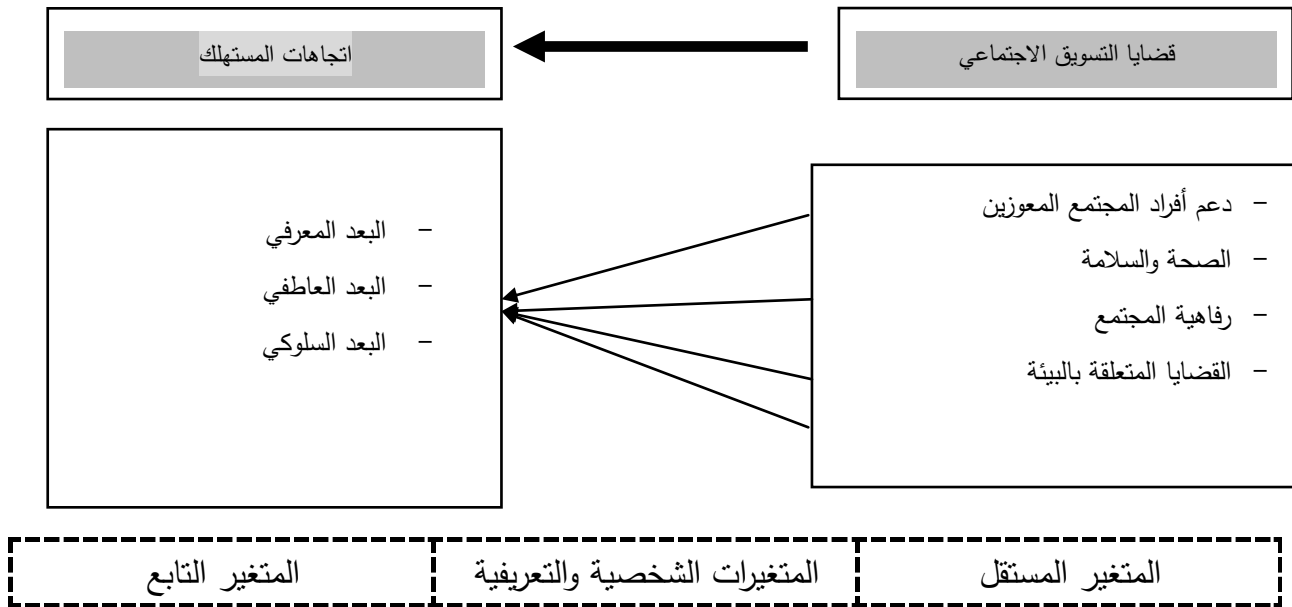 قضايا التسويق الاجتماعي
اتجاهات المستهلك
- دعم أفراد المجتمع المعوزين
- الصحة والسلامة
- رفاهية المجتمع
- القضايا المتعلقة بالبيئة
- البعد المعرفي
- البعد العاطفي
- البعد السلوكي
المتغير المستقل
المتغيرات الشخصية والتعريفية
المتغير التابع